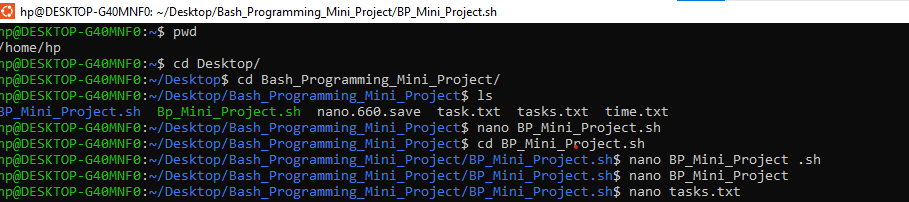 hp@DESKTOP-G40MNF0: ~/Desktop/Bash_Programming_Mini_Project/BP_Mini_Project.sh
hp@DESKTOP-G40MNF0:~$ pwd
/home/hp
hp@DESKTOP-G40MNF0:~$ cd Desktop/
hp@DESKTOP-G40MNF0:~/Desktop$ cd Bash_Programming_Mini_Project/
hp@DESKTOP-G40MNF0:~/Desktop/Bash_Programming_Mini_Project$ ls
BP_Mini_Project.sh  Bp_Mini_Project.sh  nano.660.save  task.txt  tasks.txt  time.txt
hp@DESKTOP-G40MNF0:~/Desktop/Bash_Programming_Mini_Project$ nano BP_Mini_Project.sh
hp@DESKTOP-G40MNF0:~/Desktop/Bash_Programming_Mini_Project$ cd BP_Mini_Project.sh
hp@DESKTOP-G40MNF0:~/Desktop/Bash_Programming_Mini_Project/BP_Mini_Project.sh$ nano BP_Mini_Project .sh
hp@DESKTOP-G40MNF0:~/Desktop/Bash_Programming_Mini_Project/BP_Mini_Project.sh$ nano BP_Mini_Project
hp@DESKTOP-G40MNF0:~/Desktop/Bash_Programming_Mini_Project/BP_Mini_Project.sh$ nano tasks.txt